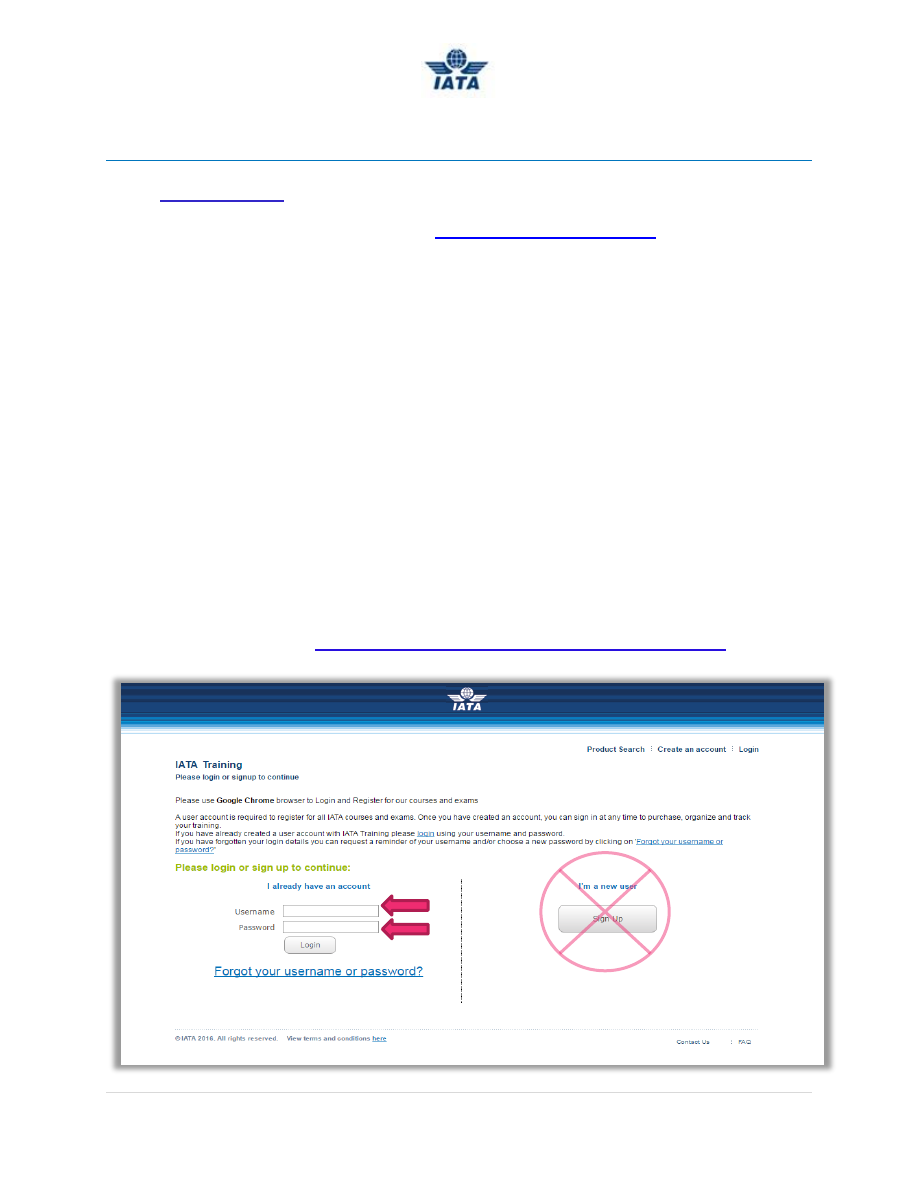 IATA
IATA
Product Search : Create an account : Login
IATA Training
Please login or signup to continue
Please use Google Chrome browser to Login and Register for our courses and exams
A user account is required to register for all IATA courses and exams. Once you have created an account, you can sign in at any time to purchase, organize and track
your training.
If you have already created a user account with IATA Training please login using your username and password.
If you have forgotten your login details you can request a reminder of your username and/or choose a new password by clicking on 'Forgot your username or
password?'
Please login or sign up to continue:
I already have an account
I'm a new user
Username
Sign Up
Password
Login
Forgot your username or password?
© IATA 2016. All rights reserved. View terms and conditions here
Contact Us : FAQ